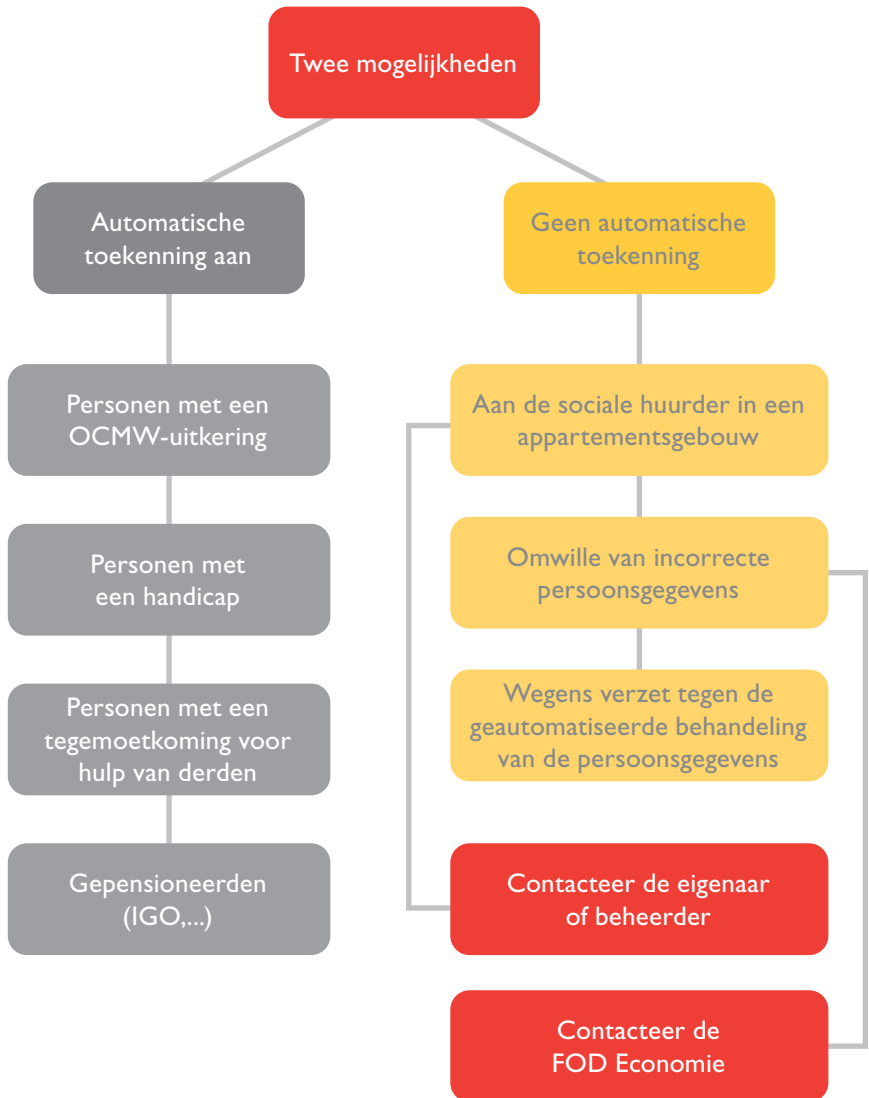 Twee mogelijkheden
Automatische
toekenning aan
Personen met een
OCMW-uitkering
Personen met
een handicap
Personen met een
tegemoetkoming voor
hulp van derden
Gepensioneerden
(IGO,...)
Geen automatische
toekenning
Aan de sociale huurder in een
appartementsgebouw
Omwille van incorrecte
persoonsgegevens
Wegens verzet tegen de
geautomatiseerde behandeling
van de persoonsgegevens
Contacteer de eigenaar
of beheerder
Contacteer de
FOD Economie